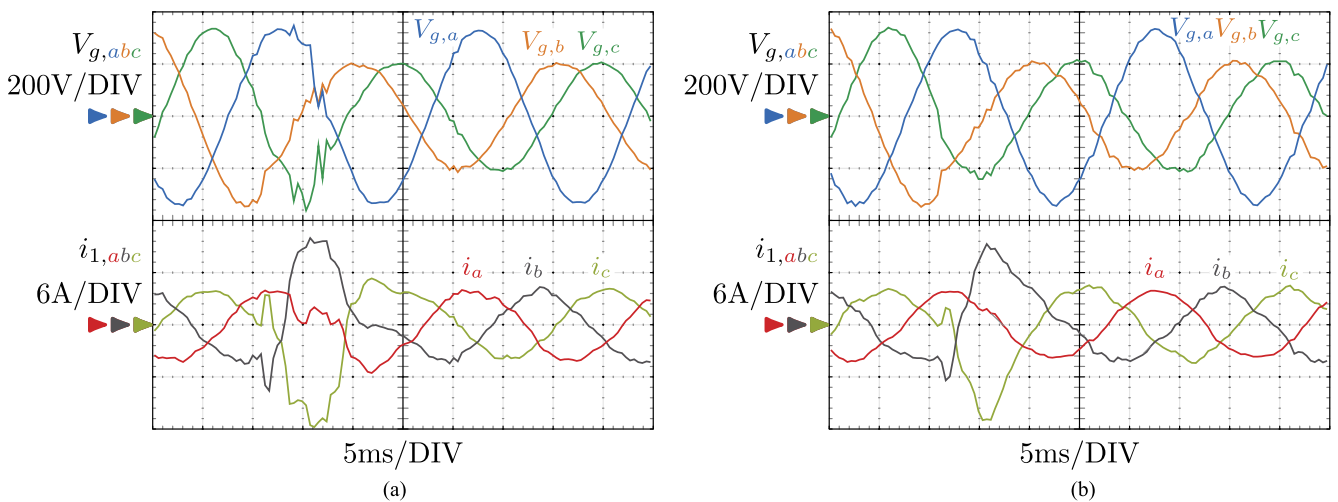 V_{g,abc}
200V/DIV
V_{g,a}
V_{g,b} V_{g,c}
i_{1,abc}
6A/DIV
i_a i_b i_c
5ms/DIV
(a)
V_{g,abc}
200V/DIV
V_{g,a} V_{g,b} V_{g,c}
i_{1,abc}
6A/DIV
i_a i_b i_c
5ms/DIV
(b)